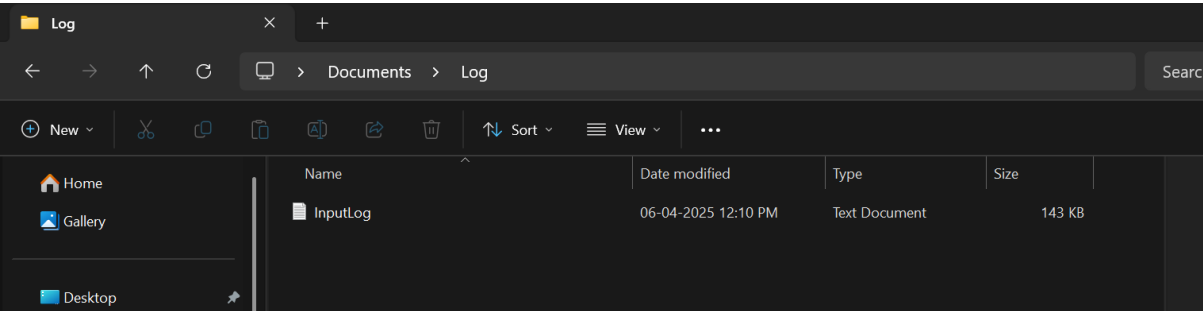 Log
Documents > Log
Searc
New
Sort
View
Home
Gallery
Desktop
Name Date modified Type Size
InputLog 06-04-2025 12:10 PM Text Document 143 KB